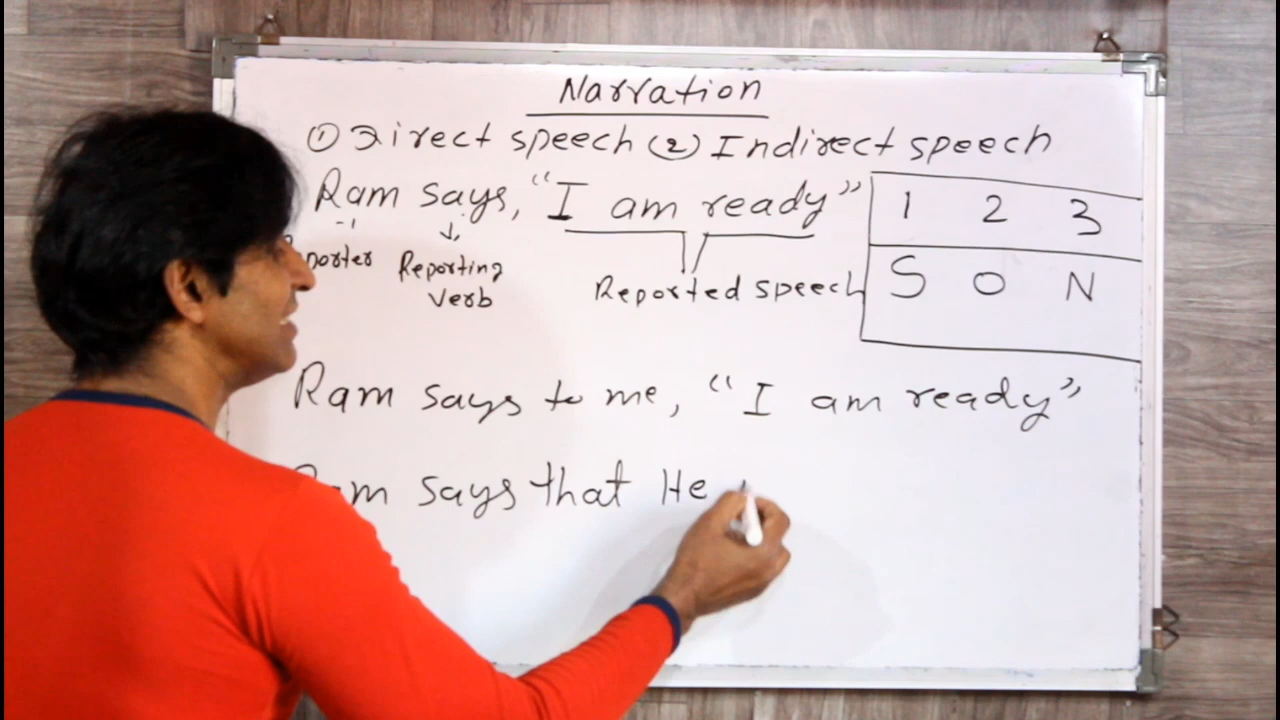 Narration
① Direct speech ② Indirect speech
Ram says, "I am ready"
1 2 3
Reporting
Verb
Reported speech
S O N
Ram says to me, "I am ready"
says that He